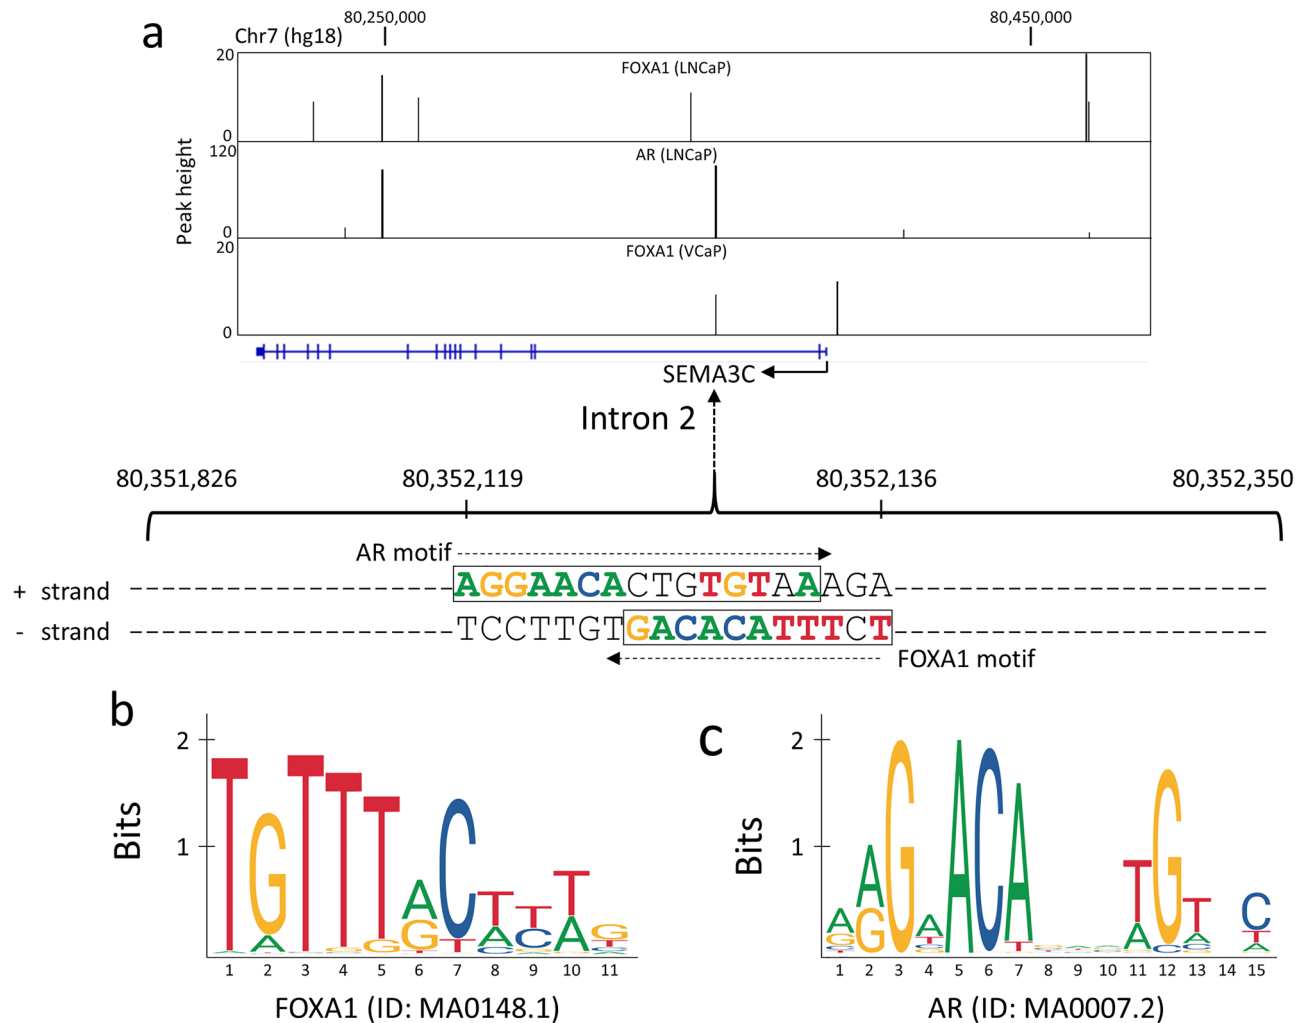 a
80,250,000
80,450,000
Chr7 (hg18)
20
FOXA1 (LNCaP)
0
120
AR (LNCaP)
Peak height
0
20
FOXA1 (VCaP)
0
SEMA3C
Intron 2
80,351,826
80,352,119
80,352,136
80,352,350
AR motif
+ strand AGGAACACTGTGTAAAGA
- strand TCCTTGTGACACATTTCT
FOXA1 motif
b
2
1
Bits
1 2 3 4 5 6 7 8 9 10 11
FOXA1 (ID: MA0148.1)
c
2
1
Bits
1 2 3 4 5 6 7 8 9 10 11 12 13 14 15
AR (ID: MA0007.2)